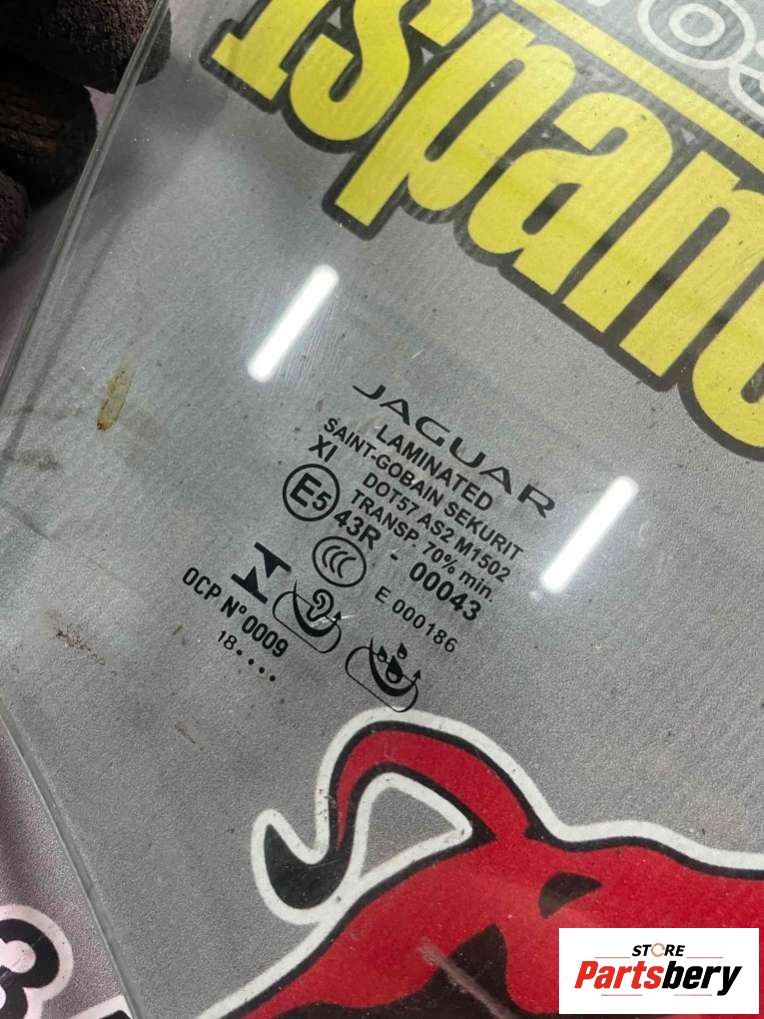 Ispano
JAGUAR
LAMINATED
SAINT-GOBAIN SEKURIT
XI DOT57 AS2 M1502
TRANSP. 70% min.
E5 43R - 00043
CCC E 000186
OCP N°0009
18....
STORE
Partsbery